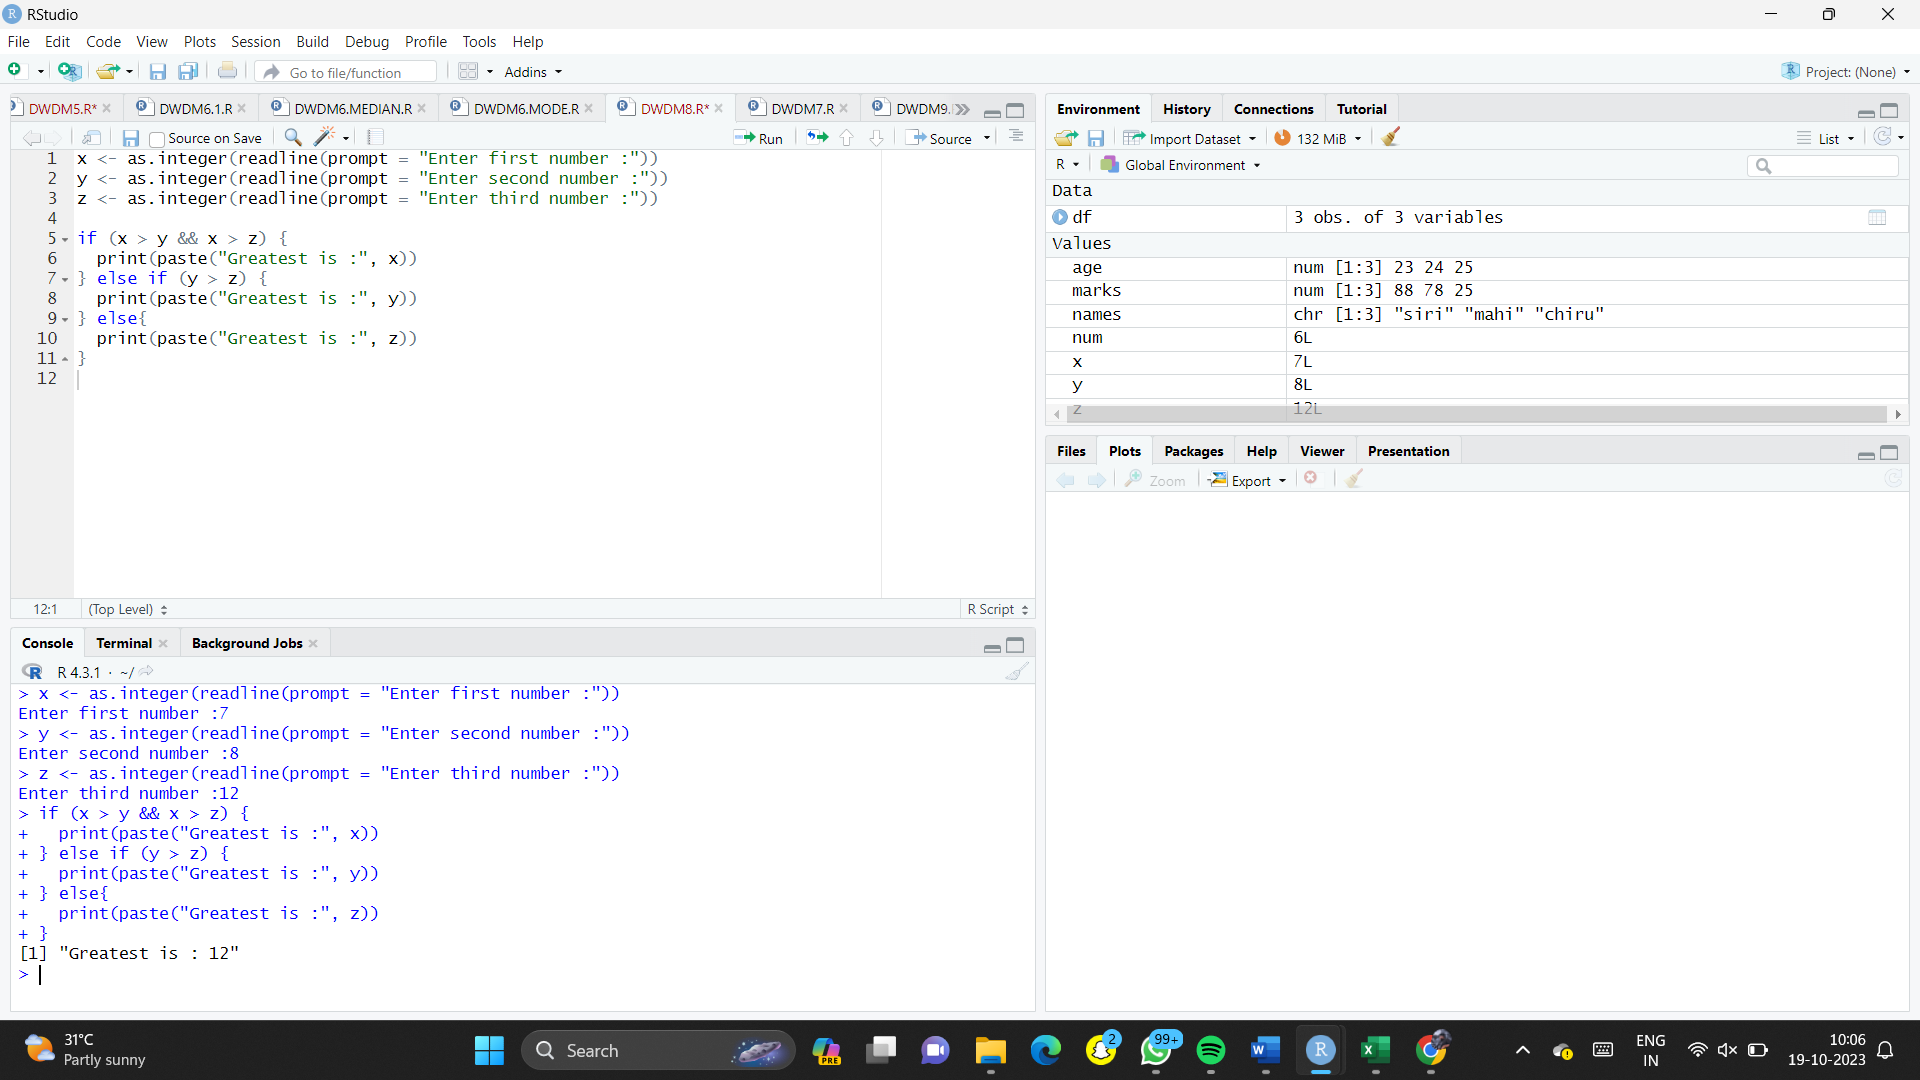 RStudio
File Edit Code View Plots Session Build Debug Profile Tools Help
Go to file/function Addins Project: (None)
DWDM5.R* DWDM6.1.R DWDM6.MEDIAN.R DWDM6.MODE.R DWDM8.R* DWDM7.R DWDM9.
Source on Save Run Source
1 x <- as.integer(readline(prompt = "Enter first number :"))
2 y <- as.integer(readline(prompt = "Enter second number :"))
3 z <- as.integer(readline(prompt = "Enter third number :"))
4
5 if (x > y && x > z) {
6 print(paste("Greatest is :", x))
7 } else if (y > z) {
8 print(paste("Greatest is :", y))
9 } else{
10 print(paste("Greatest is :", z))
11 }
12
12:1 (Top Level) R Script
Console Terminal Background Jobs
R 4.3.1 · ~/
> x <- as.integer(readline(prompt = "Enter first number :"))
Enter first number :7
> y <- as.integer(readline(prompt = "Enter second number :"))
Enter second number :8
> z <- as.integer(readline(prompt = "Enter third number :"))
Enter third number :12
> if (x > y && x > z) {
+ print(paste("Greatest is :", x))
+ } else if (y > z) {
+ print(paste("Greatest is :", y))
+ } else{
+ print(paste("Greatest is :", z))
+ }
[1] "Greatest is : 12"
>
Environment History Connections Tutorial
Import Dataset 132 MiB List
R Global Environment
Data
df 3 obs. of 3 variables
Values
age num [1:3] 23 24 25
marks num [1:3] 88 78 25
names chr [1:3] "siri" "mahi" "chiru"
num 6L
x 7L
y 8L
z 12L
Files Plots Packages Help Viewer Presentation
Zoom Export
31°C
Partly sunny
Search
PRE
2
99+
ENG
IN
10:06
19-10-2023